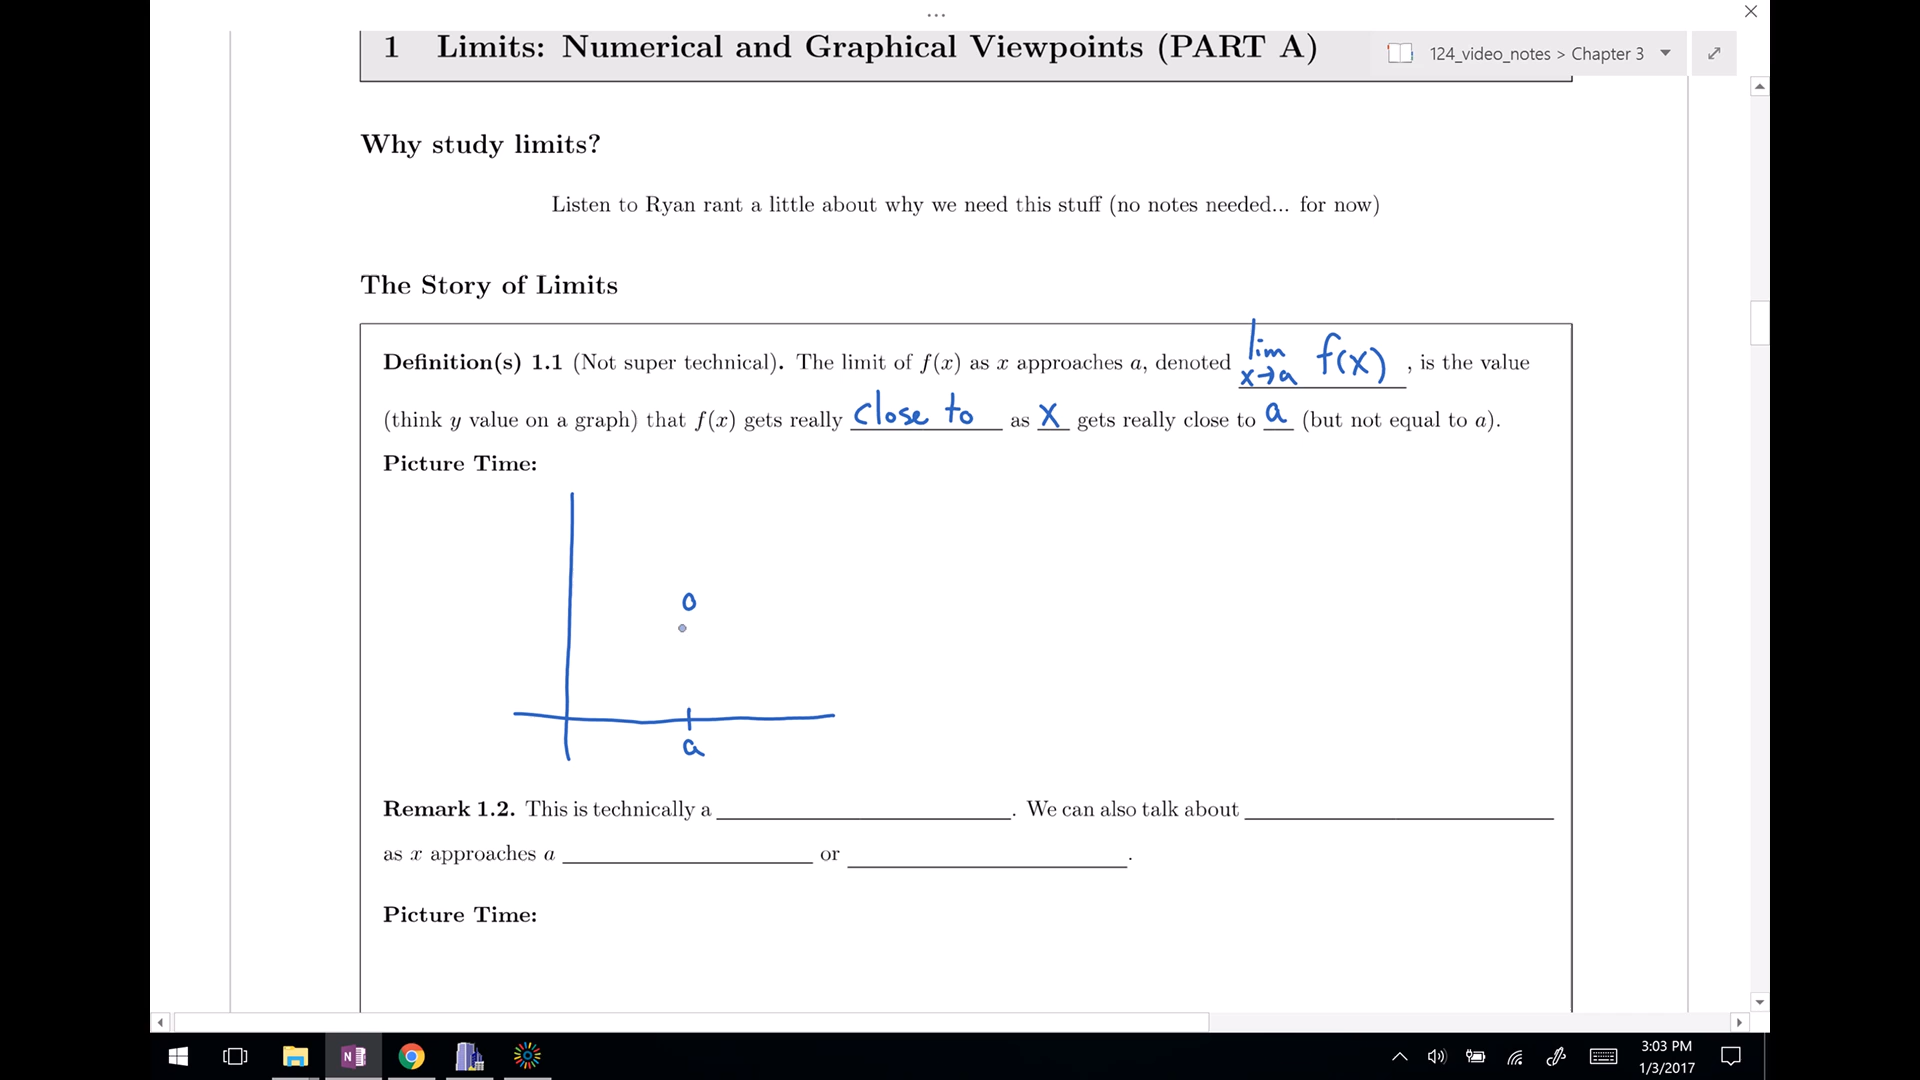 ...
1 Limits: Numerical and Graphical Viewpoints (PART A)
124_video_notes > Chapter 3
Why study limits?
Listen to Ryan rant a little about why we need this stuff (no notes needed... for now)
The Story of Limits
Definition(s) 1.1 (Not super technical). The limit of f(x) as x approaches a, denoted lim x→a f(x), is the value
(think y value on a graph) that f(x) gets really close to as x gets really close to a (but not equal to a).
Picture Time:
a
Remark 1.2. This is technically a ____________. We can also talk about ____________
as x approaches a ____________ or ____________.
Picture Time:
3:03 PM
1/3/2017